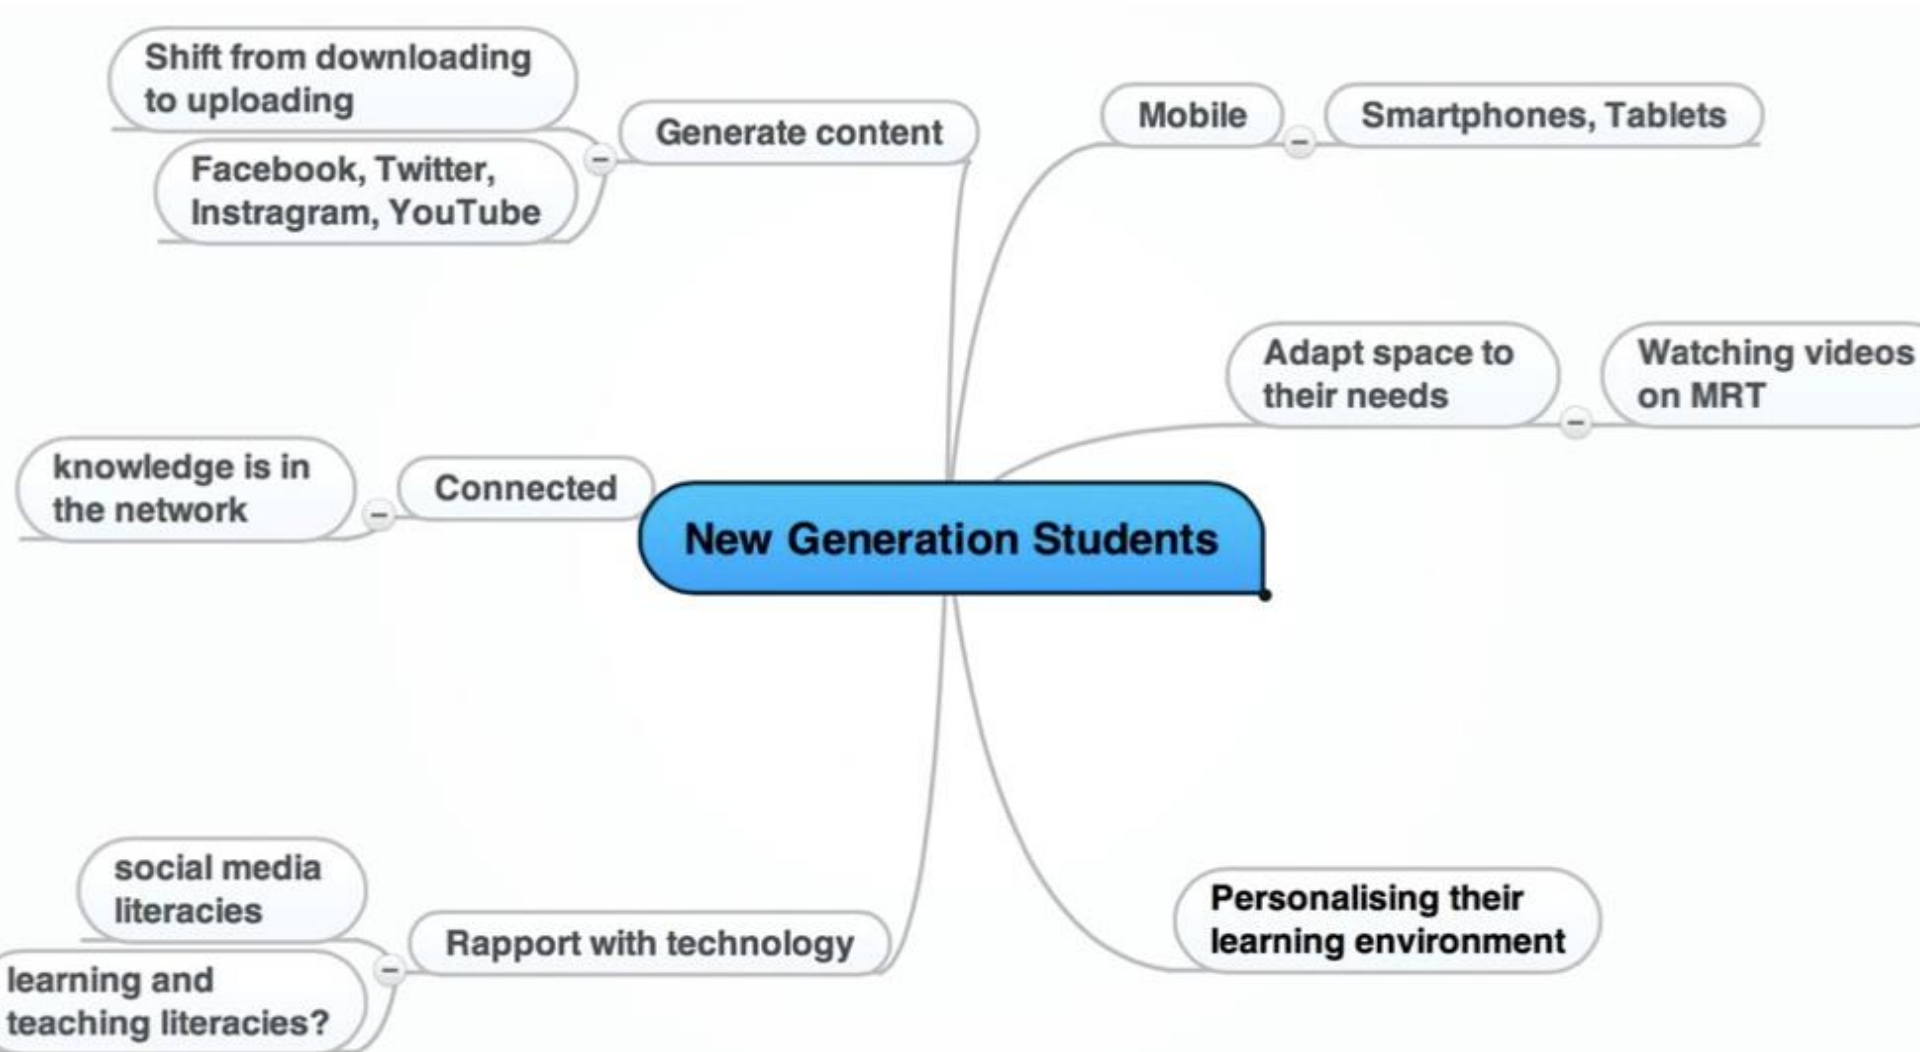 Shift from downloading
to uploading
Facebook, Twitter,
Instragram, YouTube
Generate content
Mobile
Smartphones, Tablets
Adapt space to
their needs
Watching videos
on MRT
knowledge is in
the network
Connected
New Generation Students
social media
literacies
learning and
teaching literacies?
Rapport with technology
Personalising their
learning environment